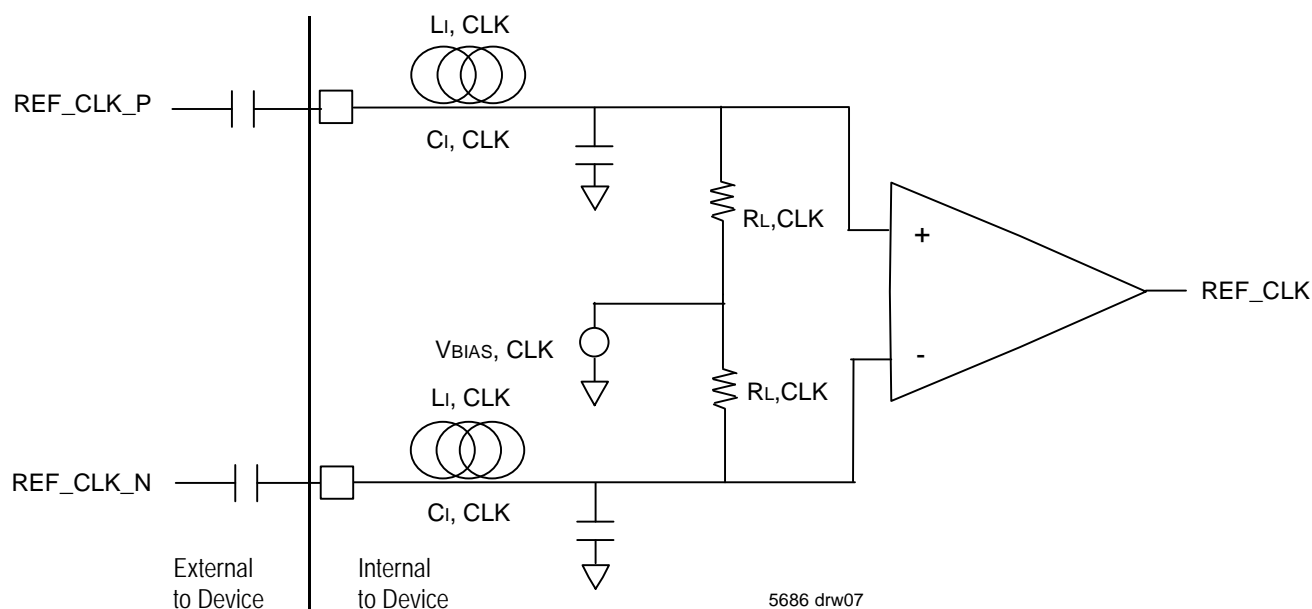 LI, CLK
REF_CLK_P
CI, CLK
RL,CLK
+
REF_CLK
VBIAS, CLK
-
RL,CLK
LI, CLK
REF_CLK_N
CI, CLK
External
to Device
Internal
to Device
5686 drw07